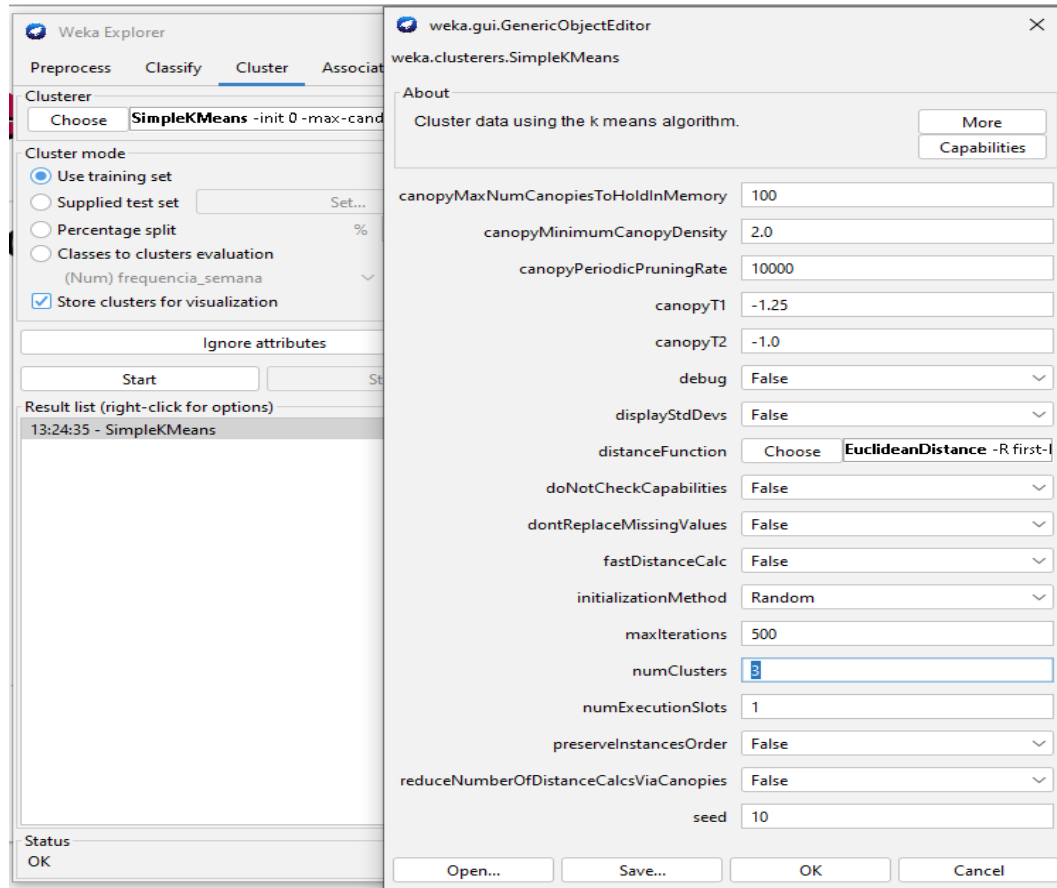 Weka Explorer
Preprocess Classify Cluster Associat
Clusterer
Choose SimpleKMeans -init 0 -max-cand
Cluster mode
Use training set
Supplied test set Set...
Percentage split %
Classes to clusters evaluation
(Num) frequencia_semana
Store clusters for visualization
Ignore attributes
Start St
Result list (right-click for options)
13:24:35 - SimpleKMeans
Status
OK
weka.gui.GenericObjectEditor
weka.clusterers.SimpleKMeans
About
Cluster data using the k means algorithm.
More
Capabilities
canopyMaxNumCanopiesToHoldInMemory 100
canopyMinimumCanopyDensity 2.0
canopyPeriodicPruningRate 10000
canopyT1 -1.25
canopyT2 -1.0
debug False
displayStdDevs False
distanceFunction Choose EuclideanDistance -R first-l
doNotCheckCapabilities False
dontReplaceMissingValues False
fastDistanceCalc False
initializationMethod Random
maxIterations 500
numClusters 3
numExecutionSlots 1
preserveInstancesOrder False
reduceNumberOfDistanceCalcsViaCanopies False
seed 10
Open... Save... OK Cancel